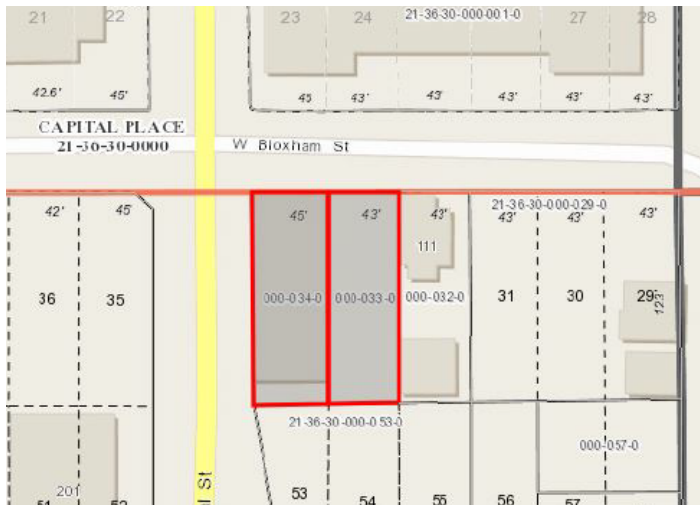 21 22 23 24 21-36-30-000-001-0 27 28
42.6' 45' 45 43' 43' 43' 43' 43'
CAPITAL PLACE
21-36-30-0000
W Bloxham St
42' 45' 45' 43' 43' 21-36-30-000-029-0
43' 43' 43'
111
36 35 000-034-0 000-033-0 000-032-0 31 30 29
123
21-36-30-000-053-0
000-057-0
201 St 53 54 55 56 57
51 52